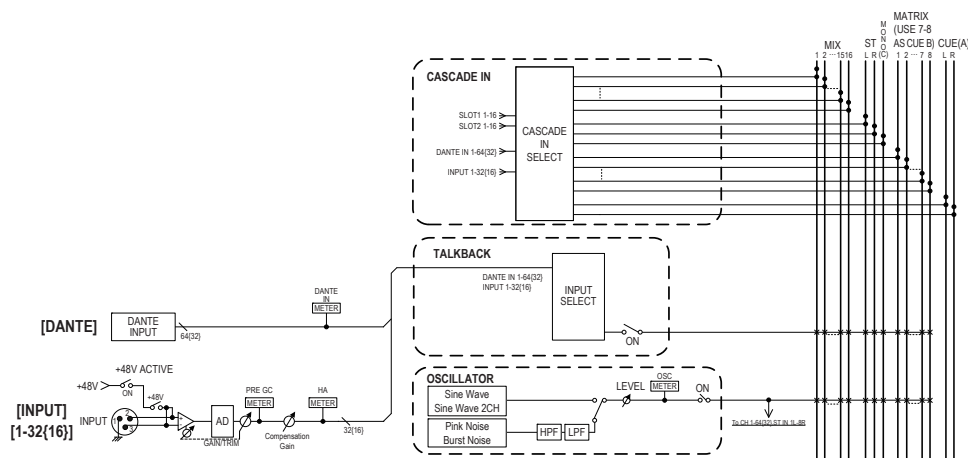 MATRIX
(USE 7-8
AS CUE B)
MIX
ST
MONO(C)
CUE(A)
1 2 ···1516
L R
1 2 ··· 7 8
L R
CASCADE IN
SLOT1 1-16
SLOT2 1-16
DANTE IN 1-64{32}
INPUT 1-32{16}
CASCADE
IN
SELECT
TALKBACK
DANTE IN 1-64{32}
INPUT 1-32{16}
INPUT
SELECT
ON
[DANTE]
DANTE
INPUT
64{32}
DANTE
IN
METER
+48V ACTIVE
+48V
ON
+48V
[INPUT]
[1-32{16}]
INPUT
1
2
3
AD
GAIN/TRIM
PRE GC
METER
Compensation
Gain
HA
METER
32{16}
OSCILLATOR
Sine Wave
Sine Wave 2CH
Pink Noise
Burst Noise
HPF
LPF
LEVEL
OSC
METER
ON
To CH 1-64{32},ST IN 1L-8R